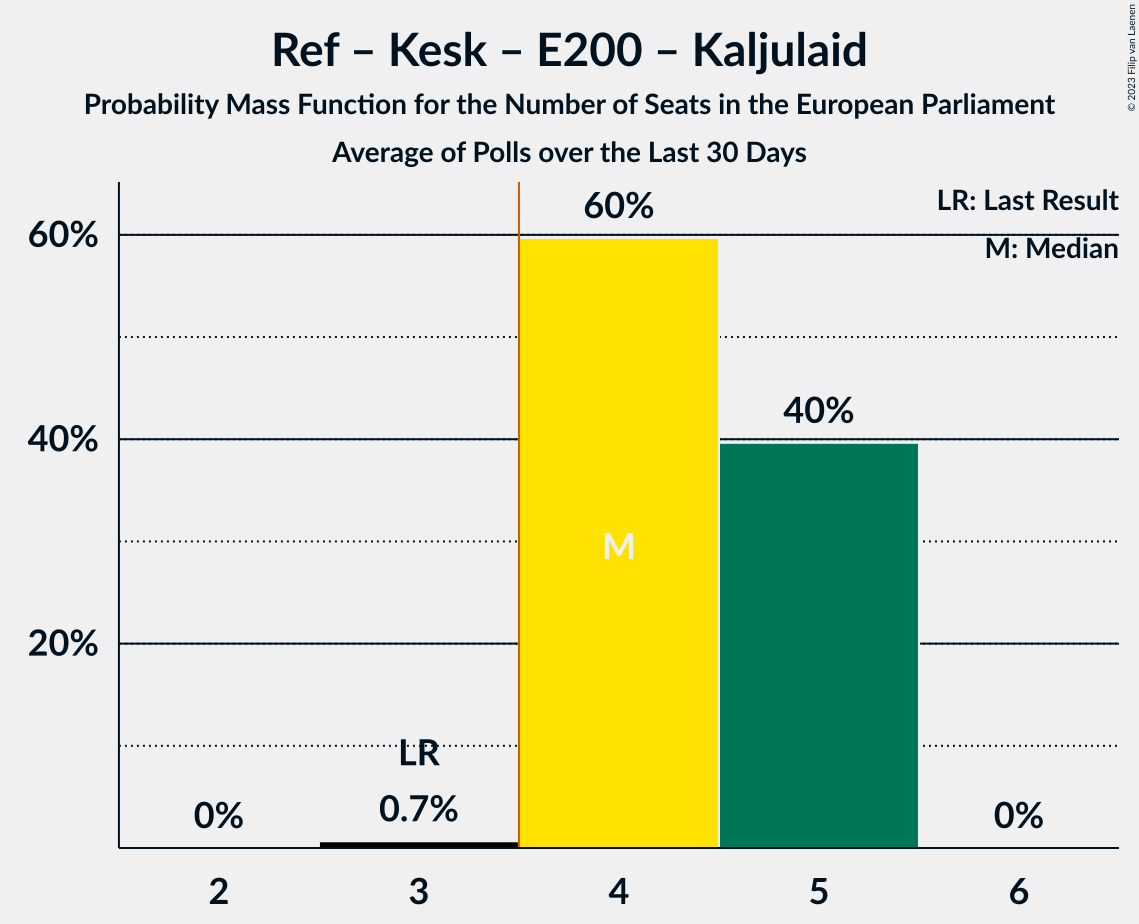 Ref – Kesk – E200 – Kaljulaid
Probability Mass Function for the Number of Seats in the European Parliament
Average of Polls over the Last 30 Days
© 2023 Filip van Laenen
LR: Last Result
M: Median
60%
40%
20%
0%
LR
0.7%
60%
M
40%
0%
2 3 4 5 6